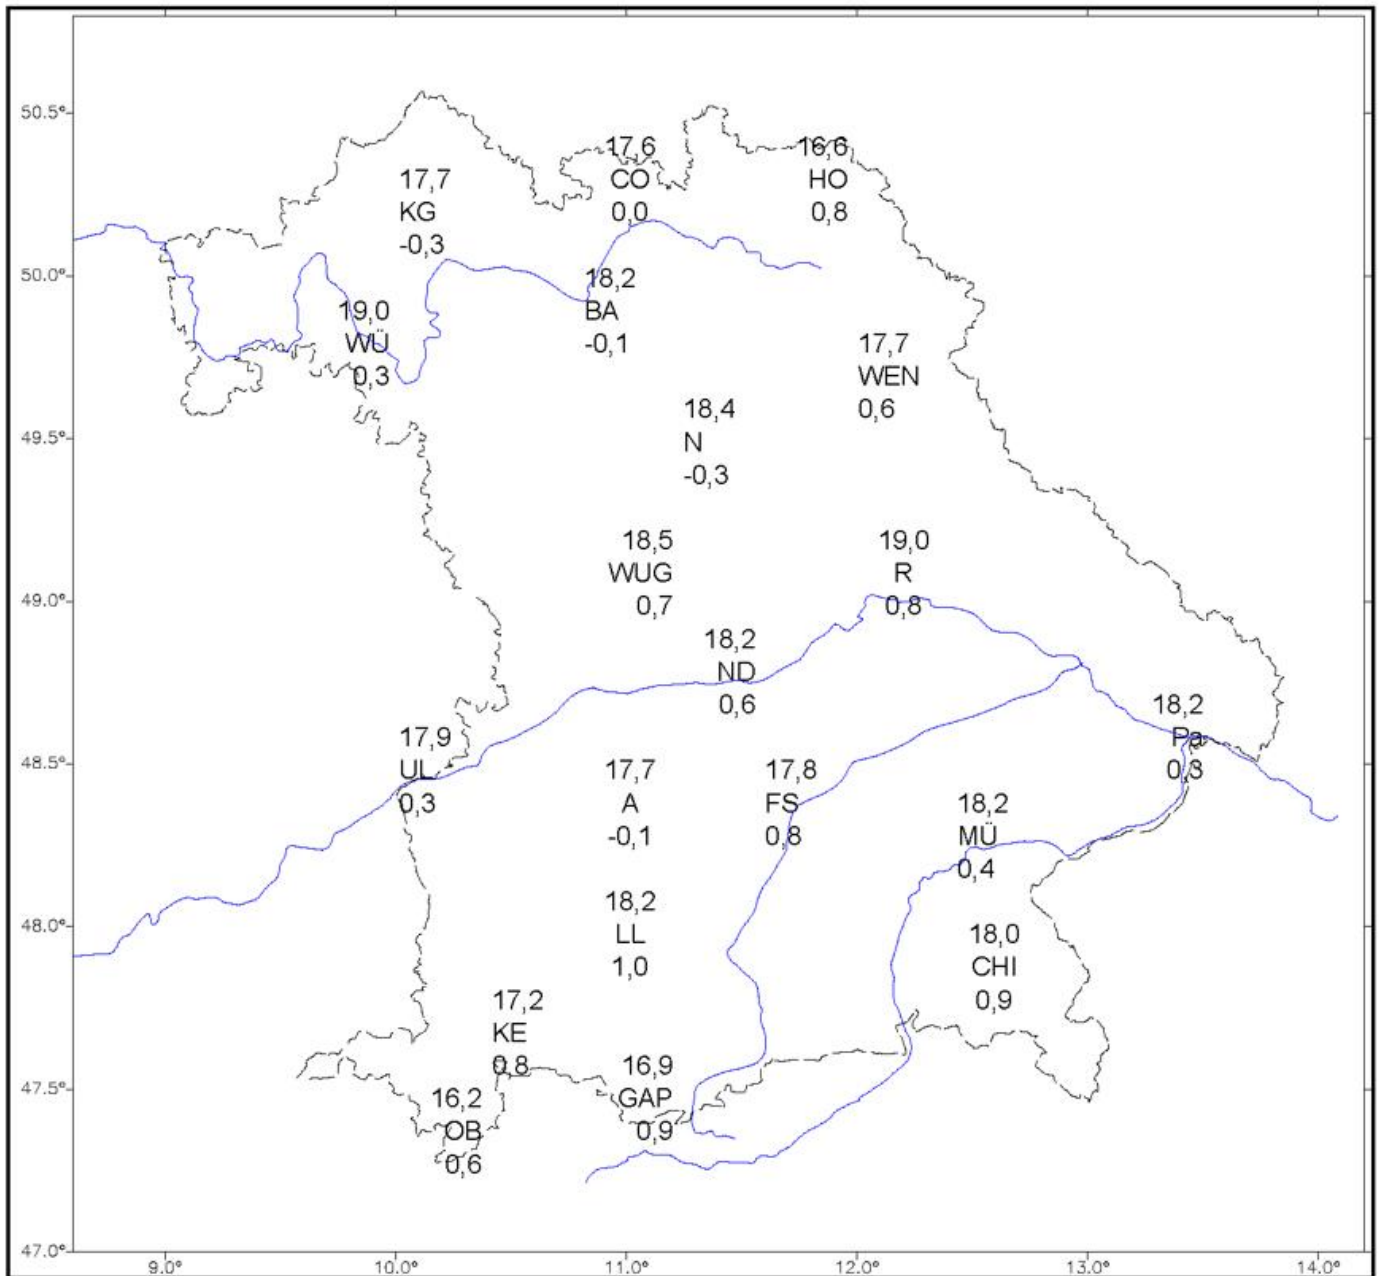 50.5°
17,6
CO
0,0
16,6
HO
0,8
17,7
KG
-0,3
50.0°
18,2
BA
-0,1
19,0
WÜ
0,3
17,7
WEN
0,6
49.5°
18,4
N
-0,3
18,5
WUG
0,7
19,0
R
0,8
49.0°
18,2
ND
0,6
18,2
Pa
0,3
17,9
UL
0,3
48.5°
17,7
A
-0,1
17,8
FS
0,8
18,2
MÜ
0,4
48.0°
18,2
LL
1,0
18,0
CHI
0,9
17,2
KE
0,8
47.5°
16,9
GAP
0,9
16,2
OB
0,6
47.0°
9.0° 10.0° 11.0° 12.0° 13.0° 14.0°